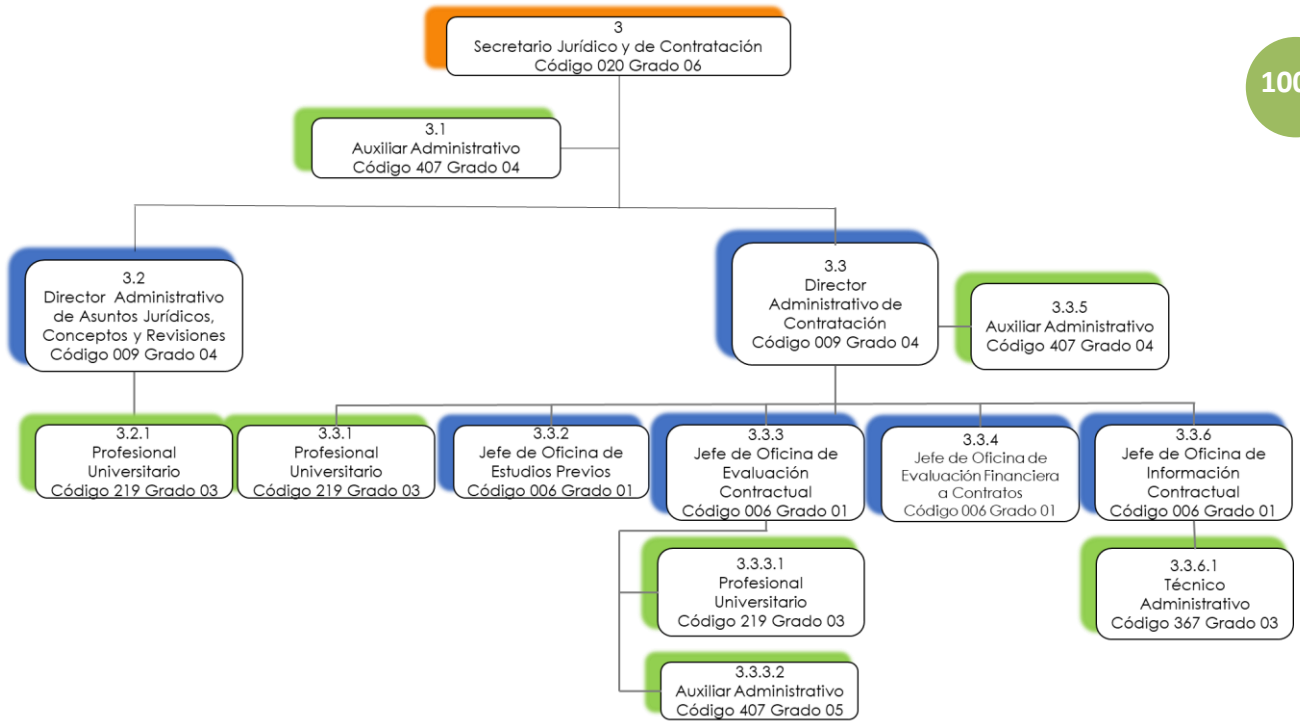 3
Secretario Jurídico y de Contratación
Código 020 Grado 06
100
3.1
Auxiliar Administrativo
Código 407 Grado 04
3.2
Director Administrativo
de Asuntos Jurídicos,
Conceptos y Revisiones
Código 009 Grado 04
3.3
Director
Administrativo de
Contratación
Código 009 Grado 04
3.3.5
Auxiliar Administrativo
Código 407 Grado 04
3.2.1
Profesional
Universitario
Código 219 Grado 03
3.3.1
Profesional
Universitario
Código 219 Grado 03
3.3.2
Jefe de Oficina de
Estudios Previos
Código 006 Grado 01
3.3.3
Jefe de Oficina de
Evaluación
Contractual
Código 006 Grado 01
3.3.4
Jefe de Oficina de
Evaluación Financiera
a Contratos
Código 006 Grado 01
3.3.6
Jefe de Oficina de
Información
Contractual
Código 006 Grado 01
3.3.3.1
Profesional
Universitario
Código 219 Grado 03
3.3.6.1
Técnico
Administrativo
Código 367 Grado 03
3.3.3.2
Auxiliar Administrativo
Código 407 Grado 05